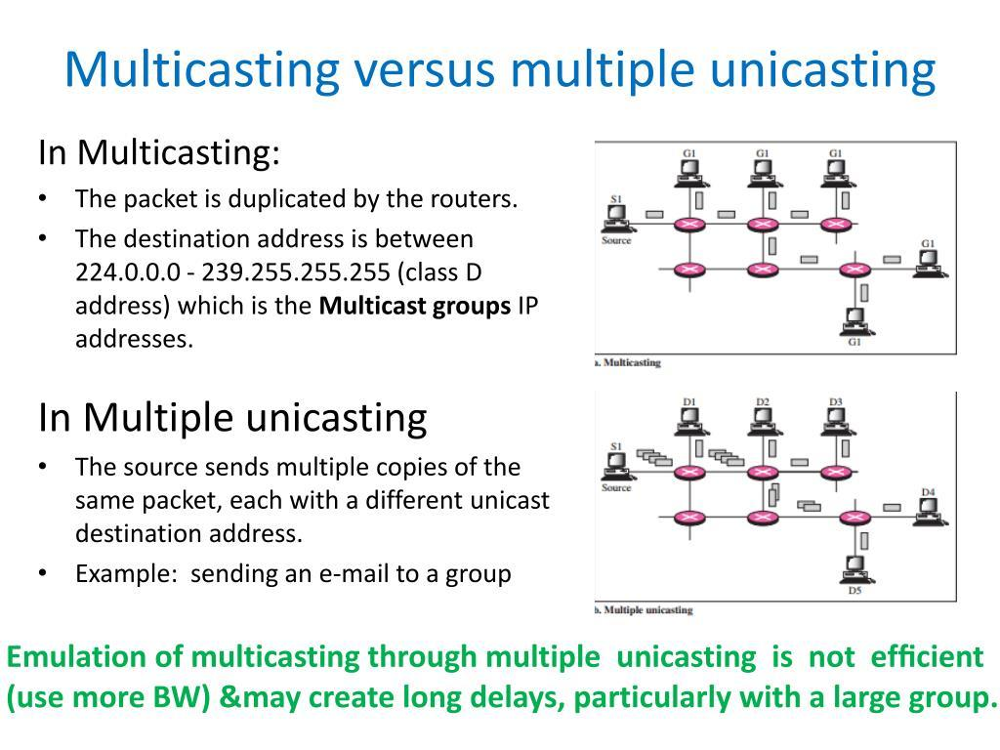 Multicasting versus multiple unicasting
In Multicasting:
• The packet is duplicated by the routers.
• The destination address is between
224.0.0.0 - 239.255.255.255 (class D
address) which is the Multicast groups IP
addresses.
In Multiple unicasting
• The source sends multiple copies of the
same packet, each with a different unicast
destination address.
• Example:  sending an e-mail to a group
G1 G1 G1
S1
Source
G1
G1
a. Multicasting
D1 D2 D3
S1
Source
D4
D5
b. Multiple unicasting
Emulation of multicasting through multiple  unicasting  is  not  efficient
(use more BW) &may create long delays, particularly with a large group.